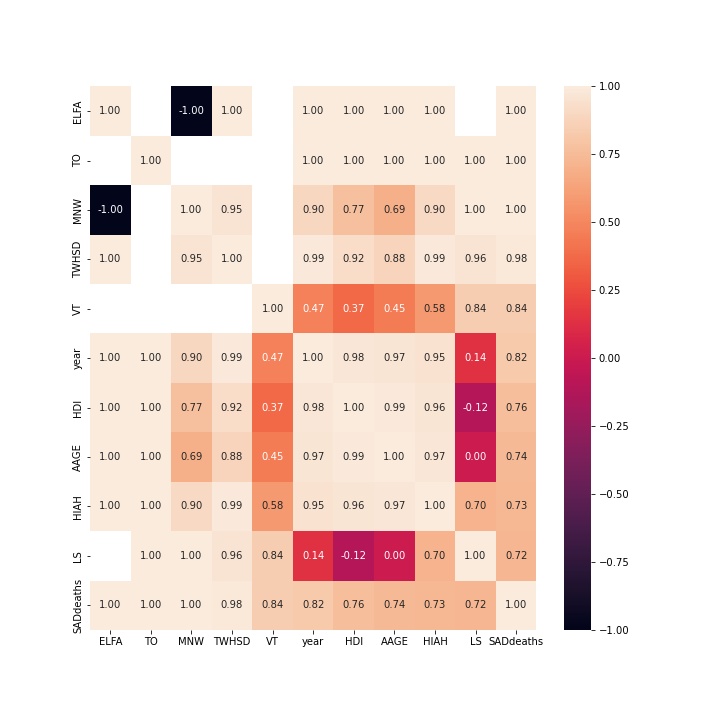 ELFA 1.00 -1.00 1.00 1.00 1.00 1.00 1.00 1.00
TO 1.00 1.00 1.00 1.00 1.00 1.00 1.00
MNW -1.00 1.00 0.95 0.90 0.77 0.69 0.90 1.00 1.00
TWHSD 1.00 0.95 1.00 0.99 0.92 0.88 0.99 0.96 0.98
VT 1.00 0.47 0.37 0.45 0.58 0.84 0.84
year 1.00 1.00 0.90 0.99 0.47 1.00 0.98 0.97 0.95 0.14 0.82
HDI 1.00 1.00 0.77 0.92 0.37 0.98 1.00 0.99 0.96 -0.12 0.76
AAGE 1.00 1.00 0.69 0.88 0.45 0.97 0.99 1.00 0.97 0.00 0.74
HIAH 1.00 1.00 0.90 0.99 0.58 0.95 0.96 0.97 1.00 0.70 0.73
LS 1.00 1.00 0.96 0.84 0.14 -0.12 0.00 0.70 1.00 0.72
SADdeaths 1.00 1.00 1.00 0.98 0.84 0.82 0.76 0.74 0.73 0.72 1.00
ELFA TO MNW TWHSD VT year HDI AAGE HIAH LS SADdeaths
1.00
0.75
0.50
0.25
0.00
−0.25
−0.50
−0.75
−1.00